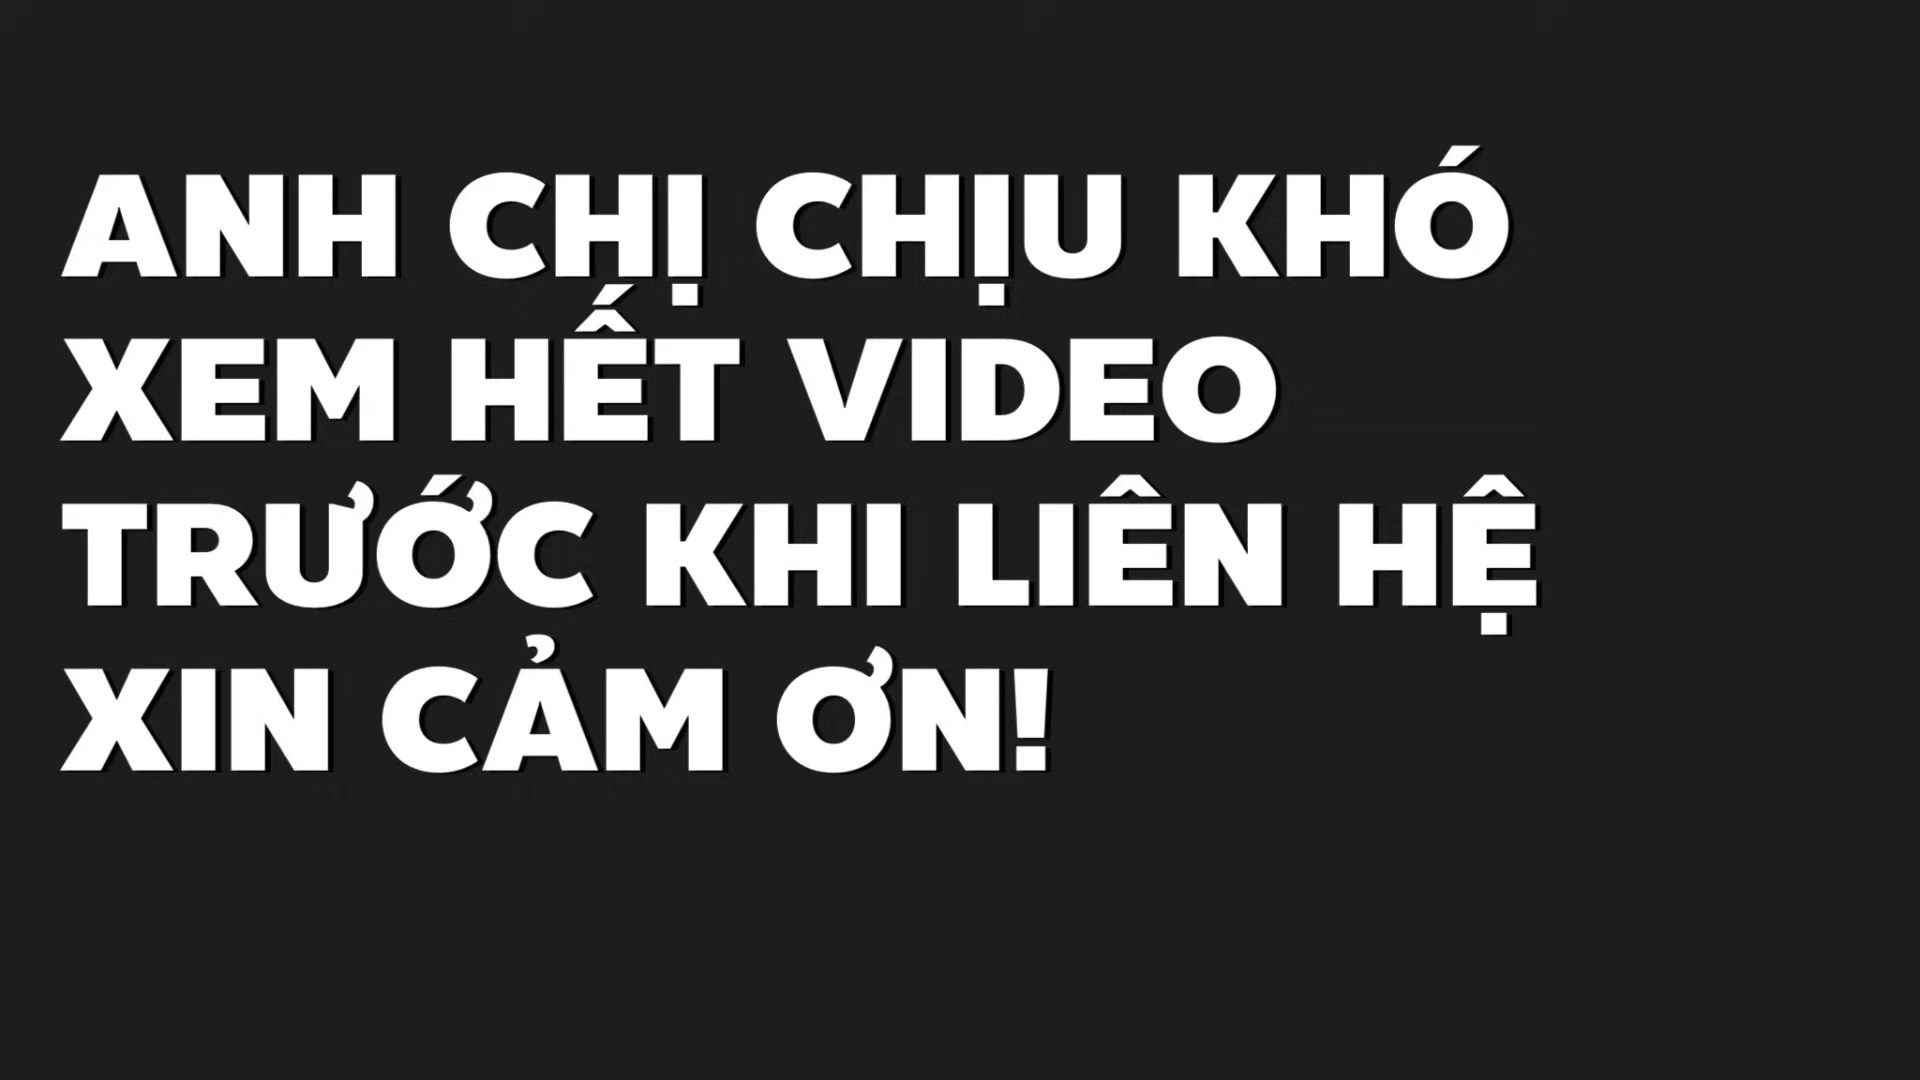 ANH CHỊ CHỊU KHÓ
XEM HẾT VIDEO
TRƯỚC KHI LIÊN HỆ
XIN CẢM ƠN!